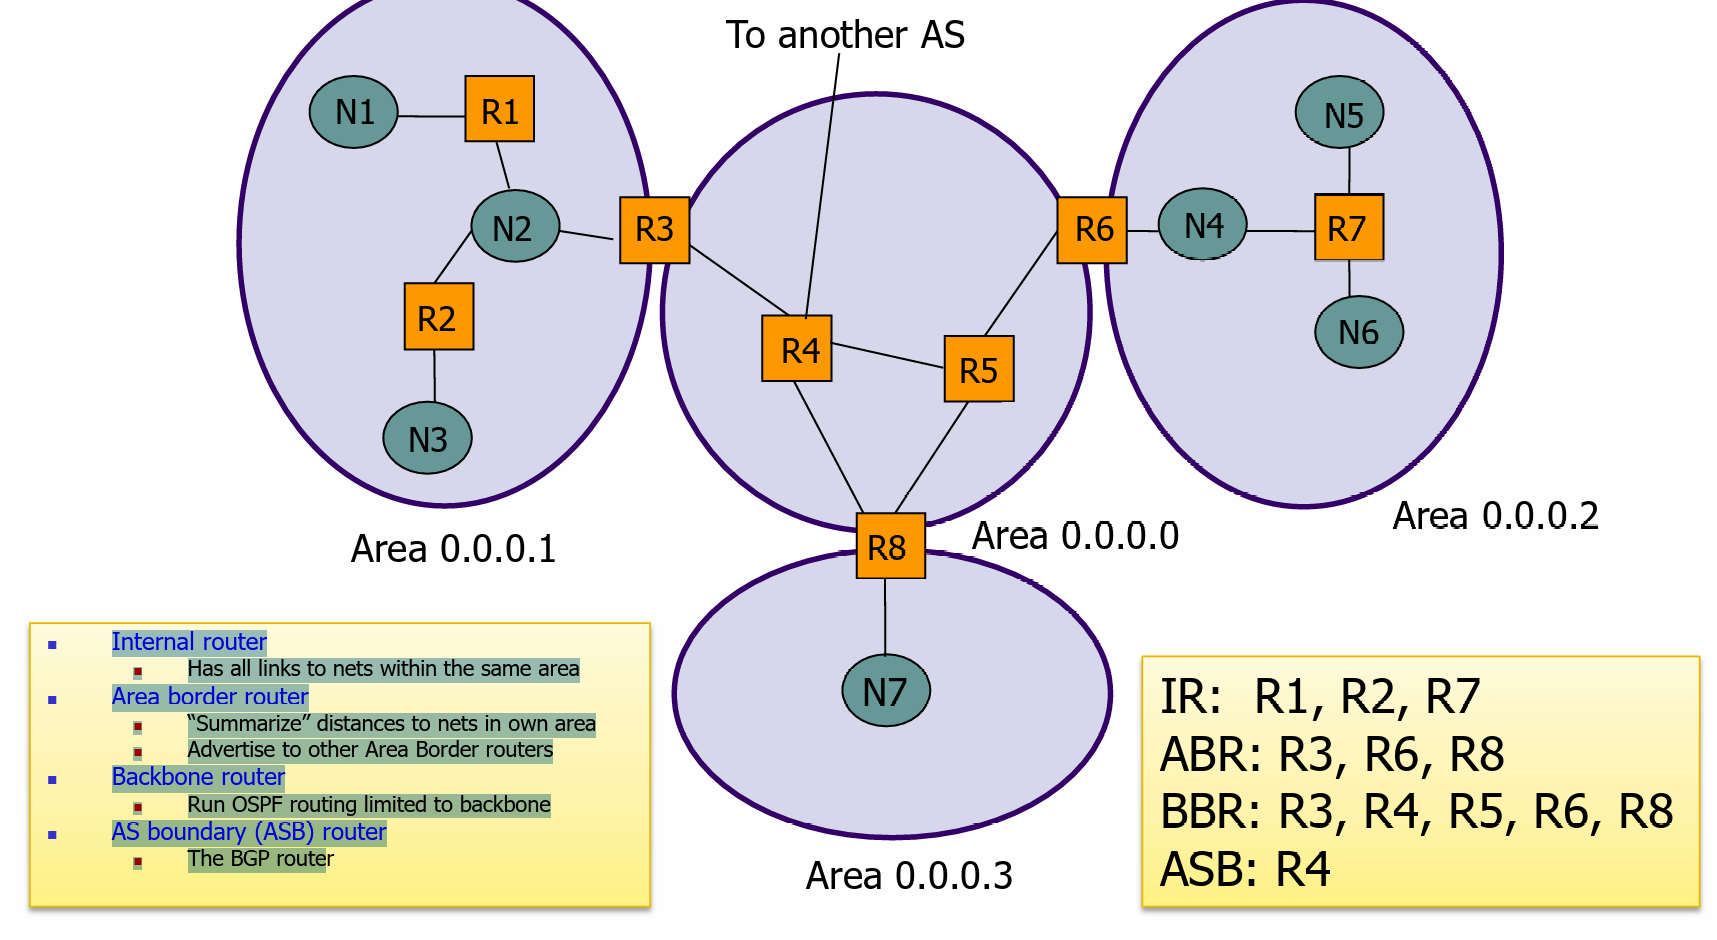 To another AS
N1
R1
N5
N2
R3
R6
N4
R7
R2
R4
R5
N6
N3
Area 0.0.0.1
R8
Area 0.0.0.0
Area 0.0.0.2
N7
Area 0.0.0.3
Internal router
Has all links to nets within the same area
Area border router
“Summarize” distances to nets in own area
Advertise to other Area Border routers
Backbone router
Run OSPF routing limited to backbone
AS boundary (ASB) router
The BGP router
IR: R1, R2, R7
ABR: R3, R6, R8
BBR: R3, R4, R5, R6, R8
ASB: R4